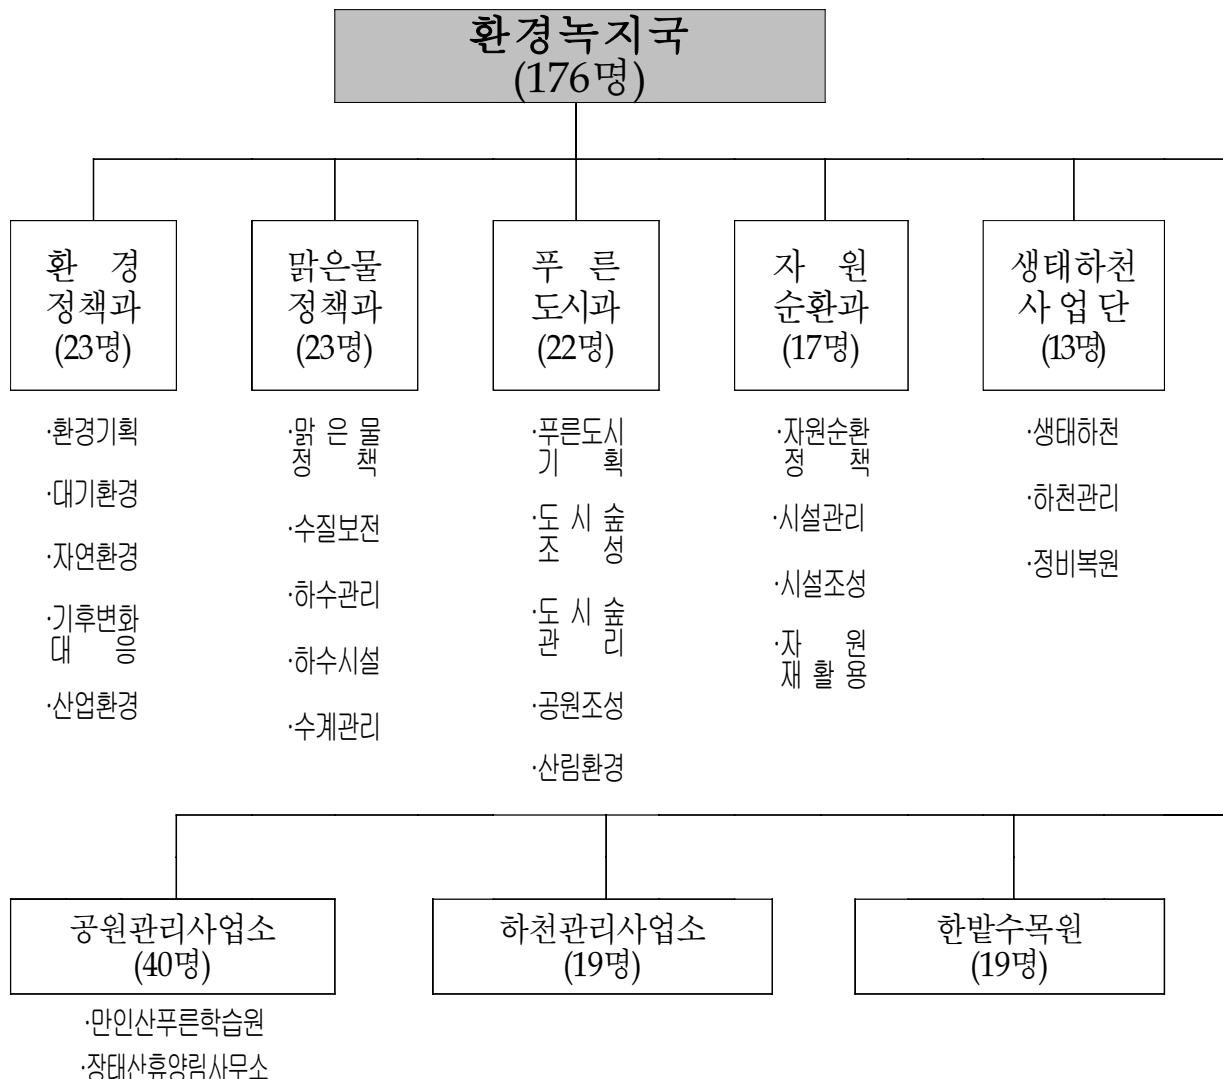 환경녹지국
(176명)
환 경
정책과
(23명)
맑은물
정책과
(23명)
푸 른
도시과
(22명)
자 원
순환과
(17명)
생태하천
사 업 단
(13명)
·환경기획
·대기환경
·자연환경
·기후변화
대 응
·산업환경
·맑 은 물
정 책
·수질보전
·하수관리
·하수시설
·수계관리
·푸른도시
기 획
·도 시 숲
조 성
·도 시 숲
관 리
·공원조성
·산림환경
·자원순환
정 책
·시설관리
·시설조성
·자 원
재 활 용
·생태하천
·하천관리
·정비복원
공원관리사업소
(40명)
하천관리사업소
(19명)
한밭수목원
(19명)
·만인산푸른학습원
·장태산휴양림사무소